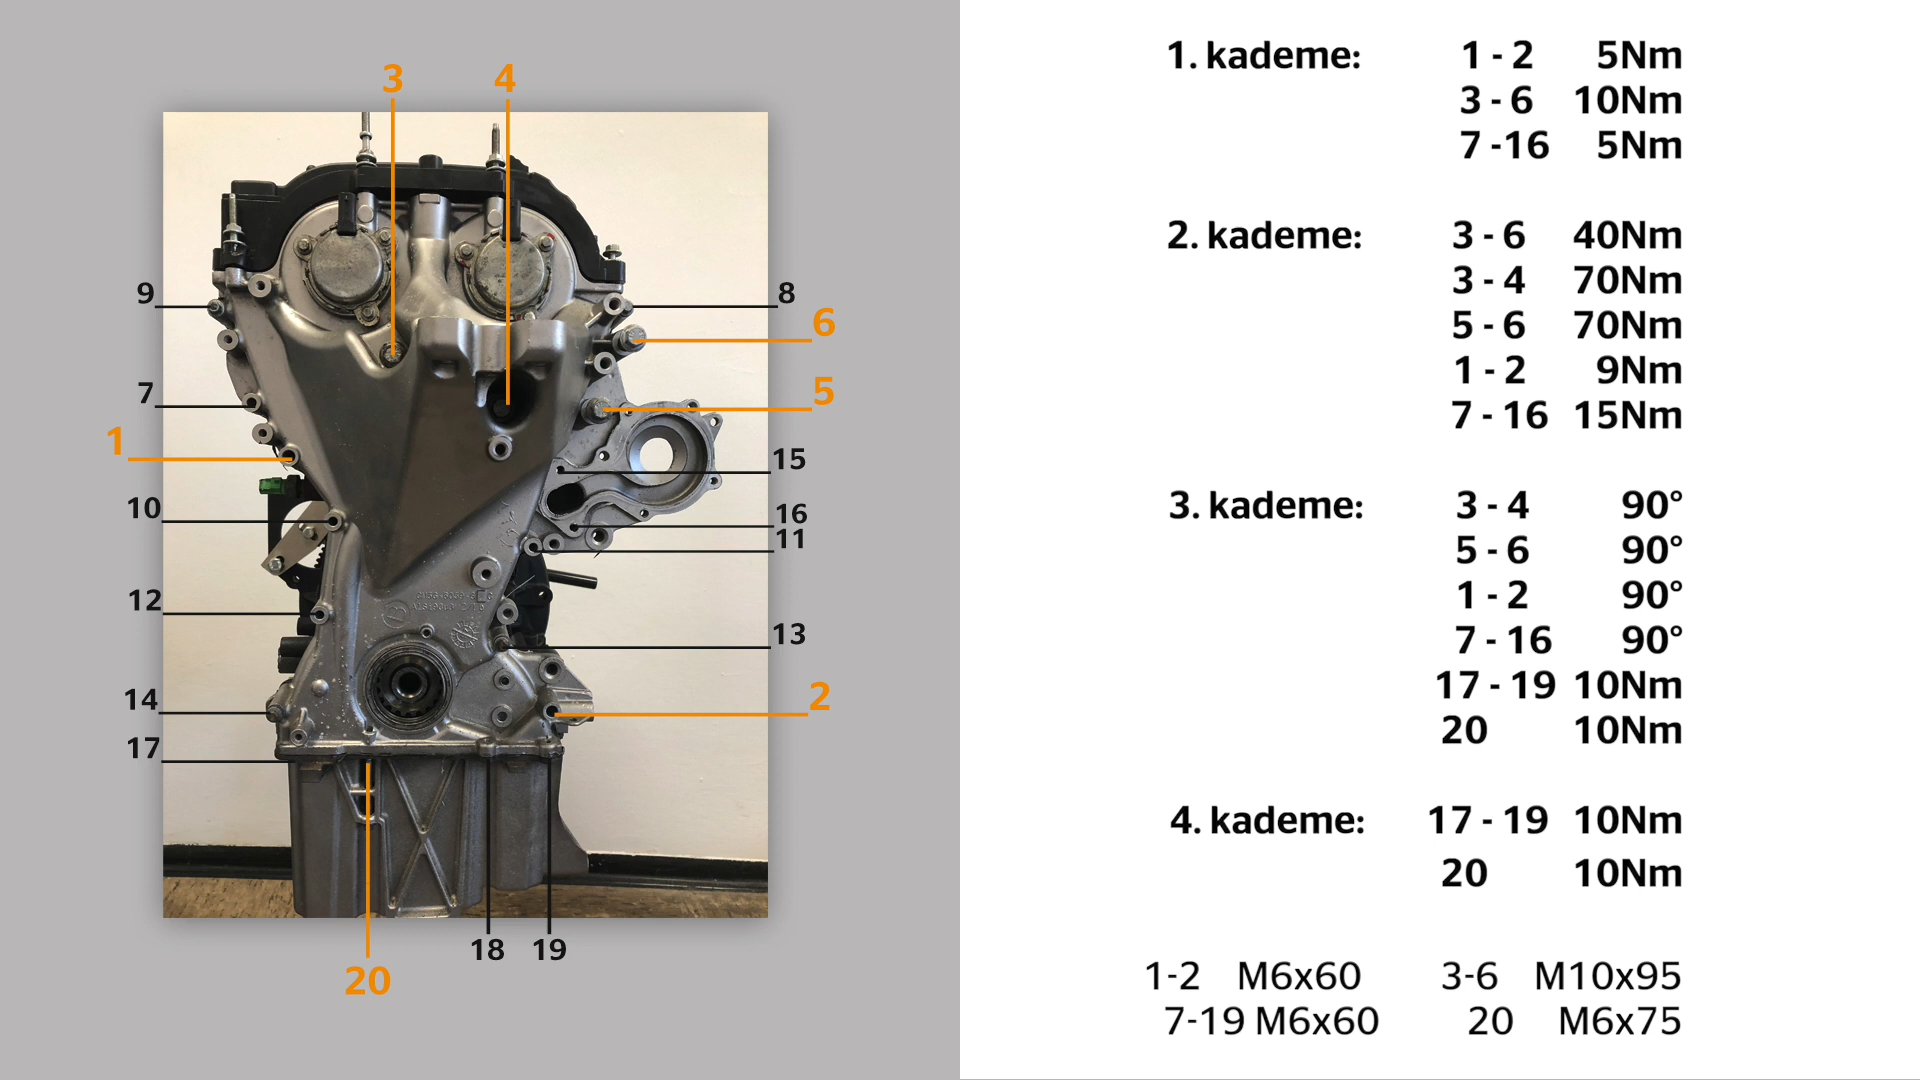 3 4
9 8
6
7 5
1
15
10 16
11
12
13
14 2
17
18 19
20
1. kademe: 1 - 2 5Nm
3 - 6 10Nm
7 -16 5Nm
2. kademe: 3 - 6 40Nm
3 - 4 70Nm
5 - 6 70Nm
1 - 2 9Nm
7 - 16 15Nm
3. kademe: 3 - 4 90°
5 - 6 90°
1 - 2 90°
7 - 16 90°
17 - 19 10Nm
20 10Nm
4. kademe: 17 - 19 10Nm
20 10Nm
1-2 M6x60 3-6 M10x95
7-19 M6x60 20 M6x75